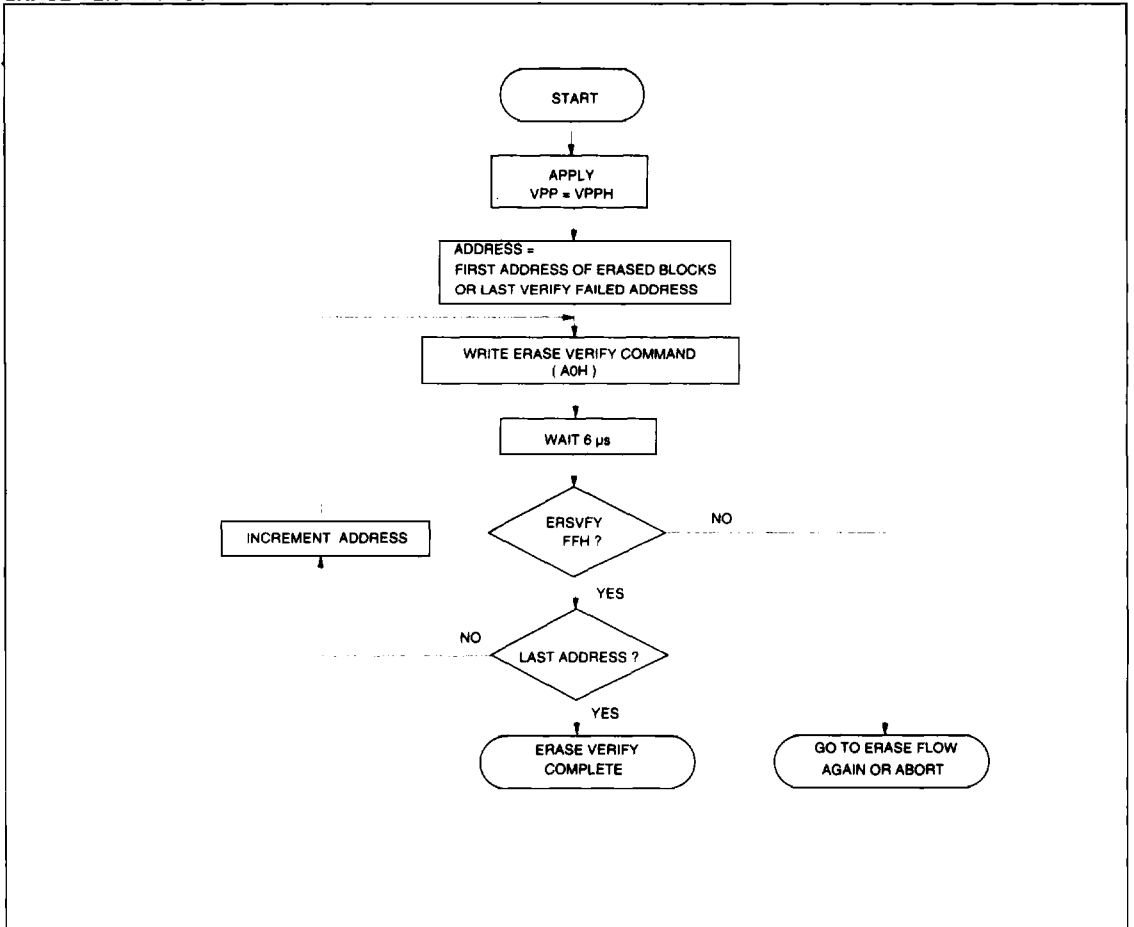 START
APPLY
VPP = VPPH
ADDRESS =
FIRST ADDRESS OF ERASED BLOCKS
OR LAST VERIFY FAILED ADDRESS
WRITE ERASE VERIFY COMMAND
( A0H )
WAIT 6 µs
INCREMENT ADDRESS
ERSVFY
FFH ?
NO
YES
NO
LAST ADDRESS ?
YES
ERASE VERIFY
COMPLETE
GO TO ERASE FLOW
AGAIN OR ABORT